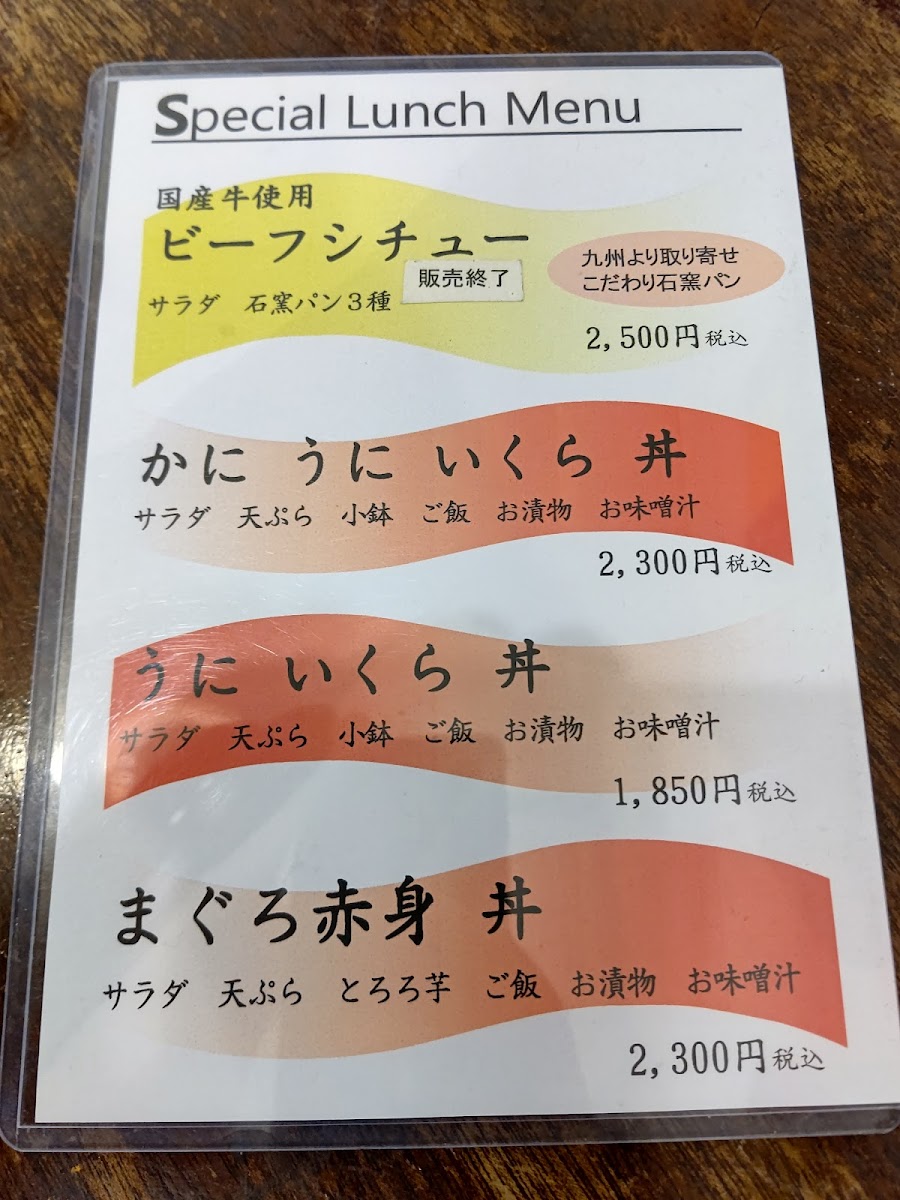 Special Lunch Menu
国産牛使用
ビーフシチュー
販売終了
九州より取り寄せ
こだわり石窯パン
サラダ 石窯パン3種
2,500円税込
かに うに いくら 丼
サラダ 天ぷら 小鉢 ご飯 お漬物 お味噌汁
2,300円税込
うに いくら 丼
サラダ 天ぷら 小鉢 ご飯 お漬物 お味噌汁
1,850円税込
まぐろ赤身 丼
サラダ 天ぷら とろろ芋 ご飯 お漬物 お味噌汁
2,300円税込